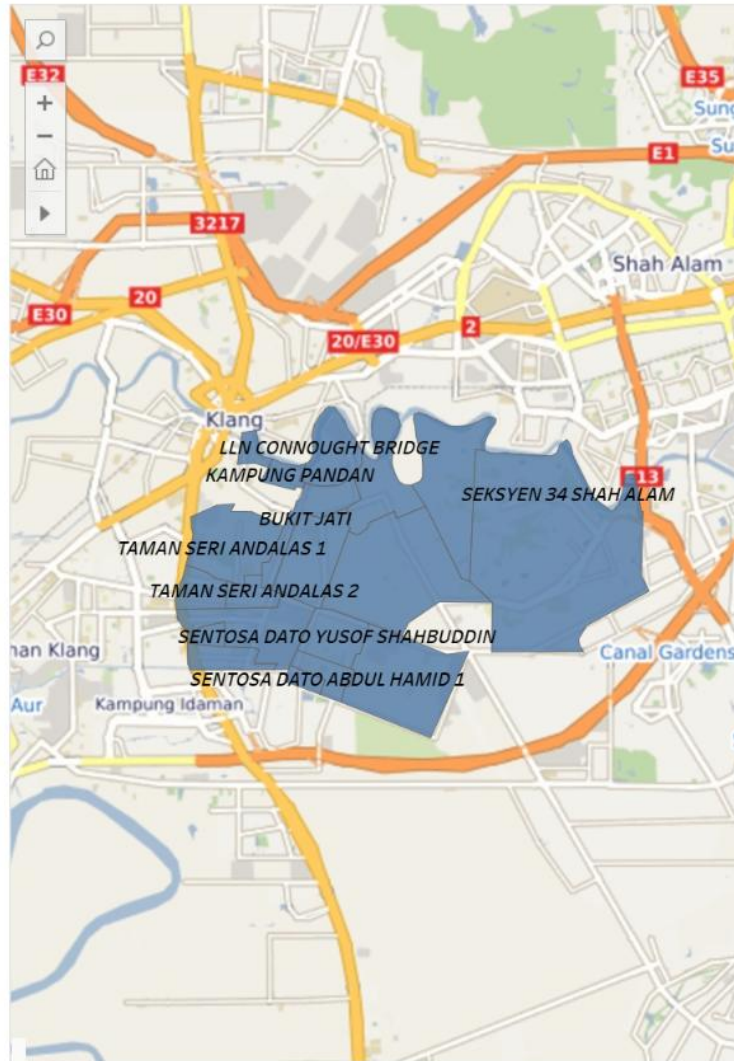 E32
E35
Sung
Su
E1
3217
Shah Alam
20
E30
2
20/E30
Klang
LLN CONNOUGHT BRIDGE
KAMPUNG PANDAN
13
SEKSYEN 34 SHAH ALAM
BUKIT JATI
TAMAN SERI ANDALAS 1
TAMAN SERI ANDALAS 2
SENTOSA DATO YUSOF SHAHBUDDIN
man Klang
Canal Gardens
SENTOSA DATO ABDUL HAMID 1
Aur
Kampung Idaman